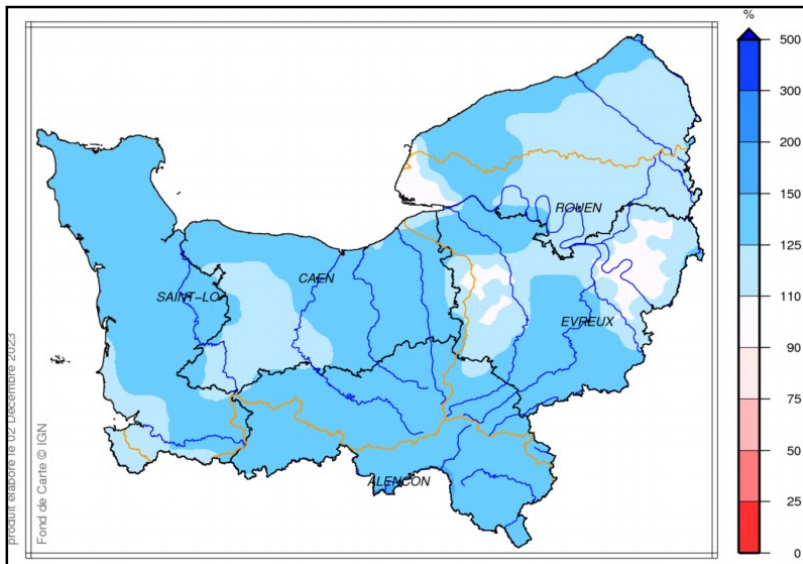 %
500
300
200
150
125
110
90
75
50
25
0
ROUEN
CAEN
SAINT-LO
EVREUX
ALENCON
produit élaboré le 02 Décembre 2023
Fond de Carte © IGN